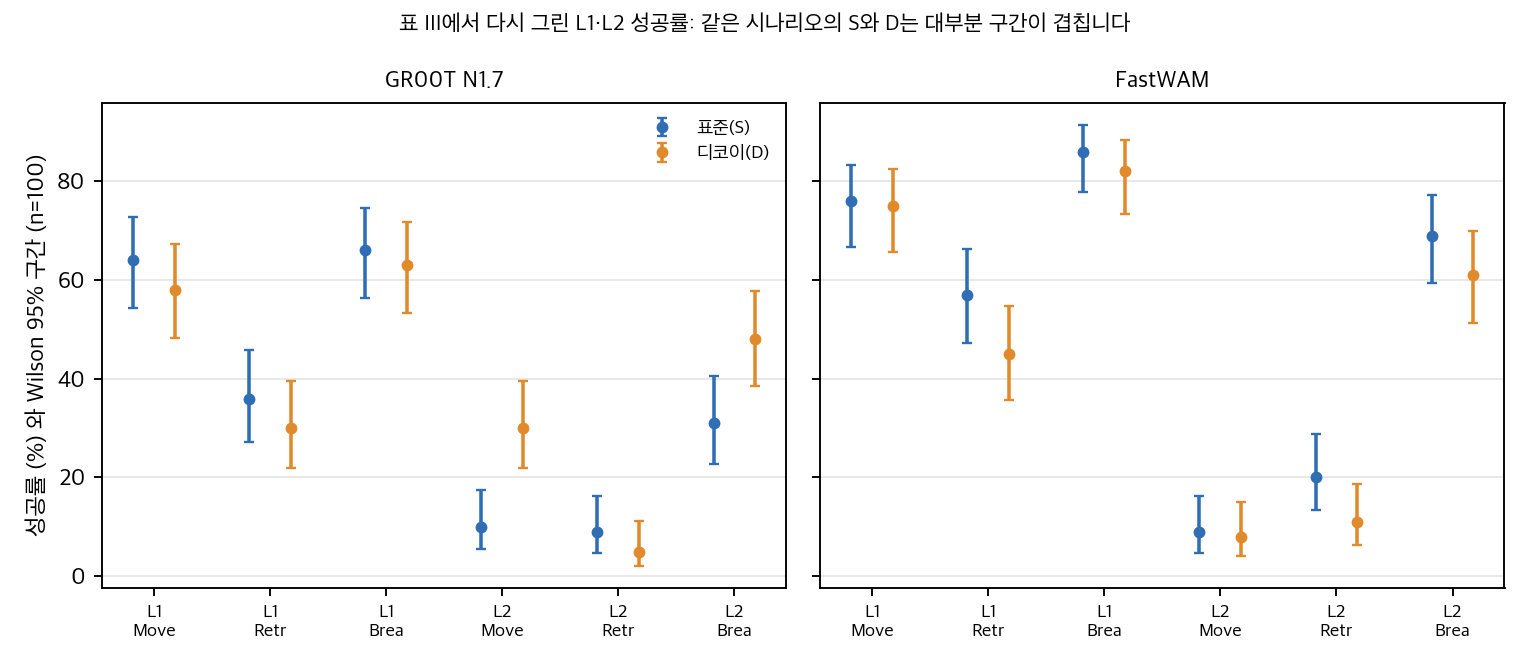 표 III에서 다시 그린 L1·L2 성공률: 같은 시나리오의 S와 D는 대부분 구간이 겹칩니다
GR00T N1.7
FastWAM
표준(S)
디코이(D)
성공률 (%) 와 Wilson 95% 구간 (n=100)
80
60
40
20
0
L1
Move
L1
Retr
L1
Brea
L2
Move
L2
Retr
L2
Brea
L1
Move
L1
Retr
L1
Brea
L2
Move
L2
Retr
L2
Brea